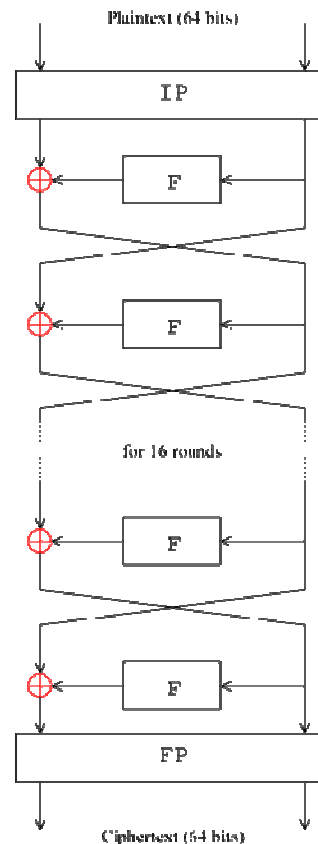 Plaintext (64 bits)
IP
F
F
for 16 rounds
F
F
FP
Ciphertext (64 bits)